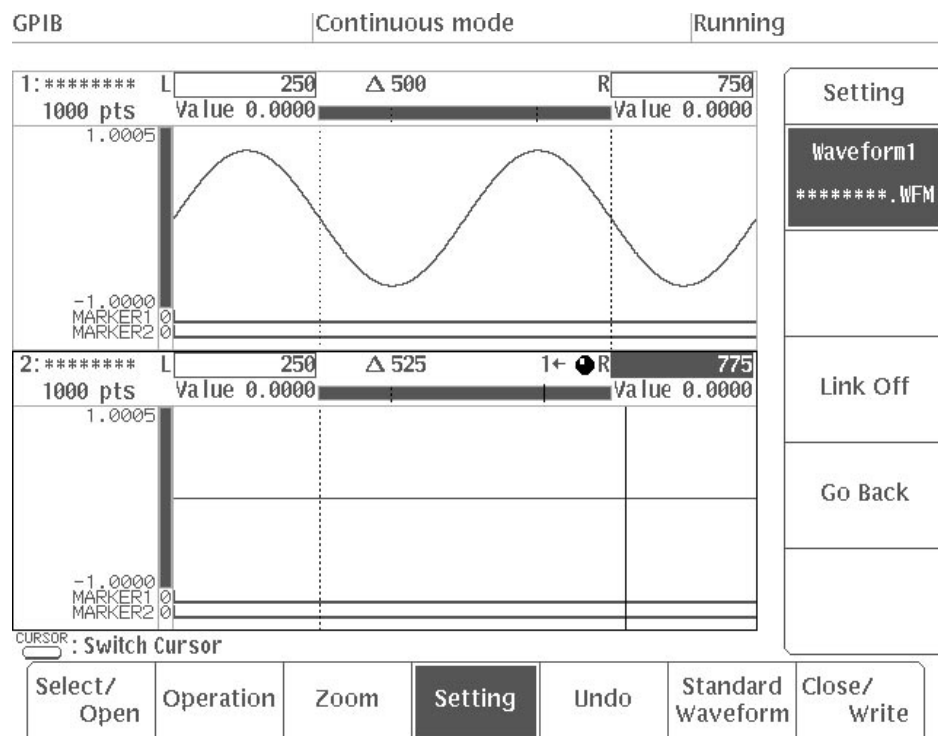 GPIB Continuous mode Running
1:******** L 250 Δ 500 R 750
1000 pts Value 0.0000 Value 0.0000
1.0005
-1.0000
MARKER1 0
MARKER2 0
2:******** L 250 Δ 525 1← R 775
1000 pts Value 0.0000 Value 0.0000
1.0005
-1.0000
MARKER1 0
MARKER2 0
CURSOR : Switch Cursor
Setting
Waveform1
********.WFM
Link Off
Go Back
Select/
Open
Operation
Zoom
Setting
Undo
Standard
Waveform
Close/
Write